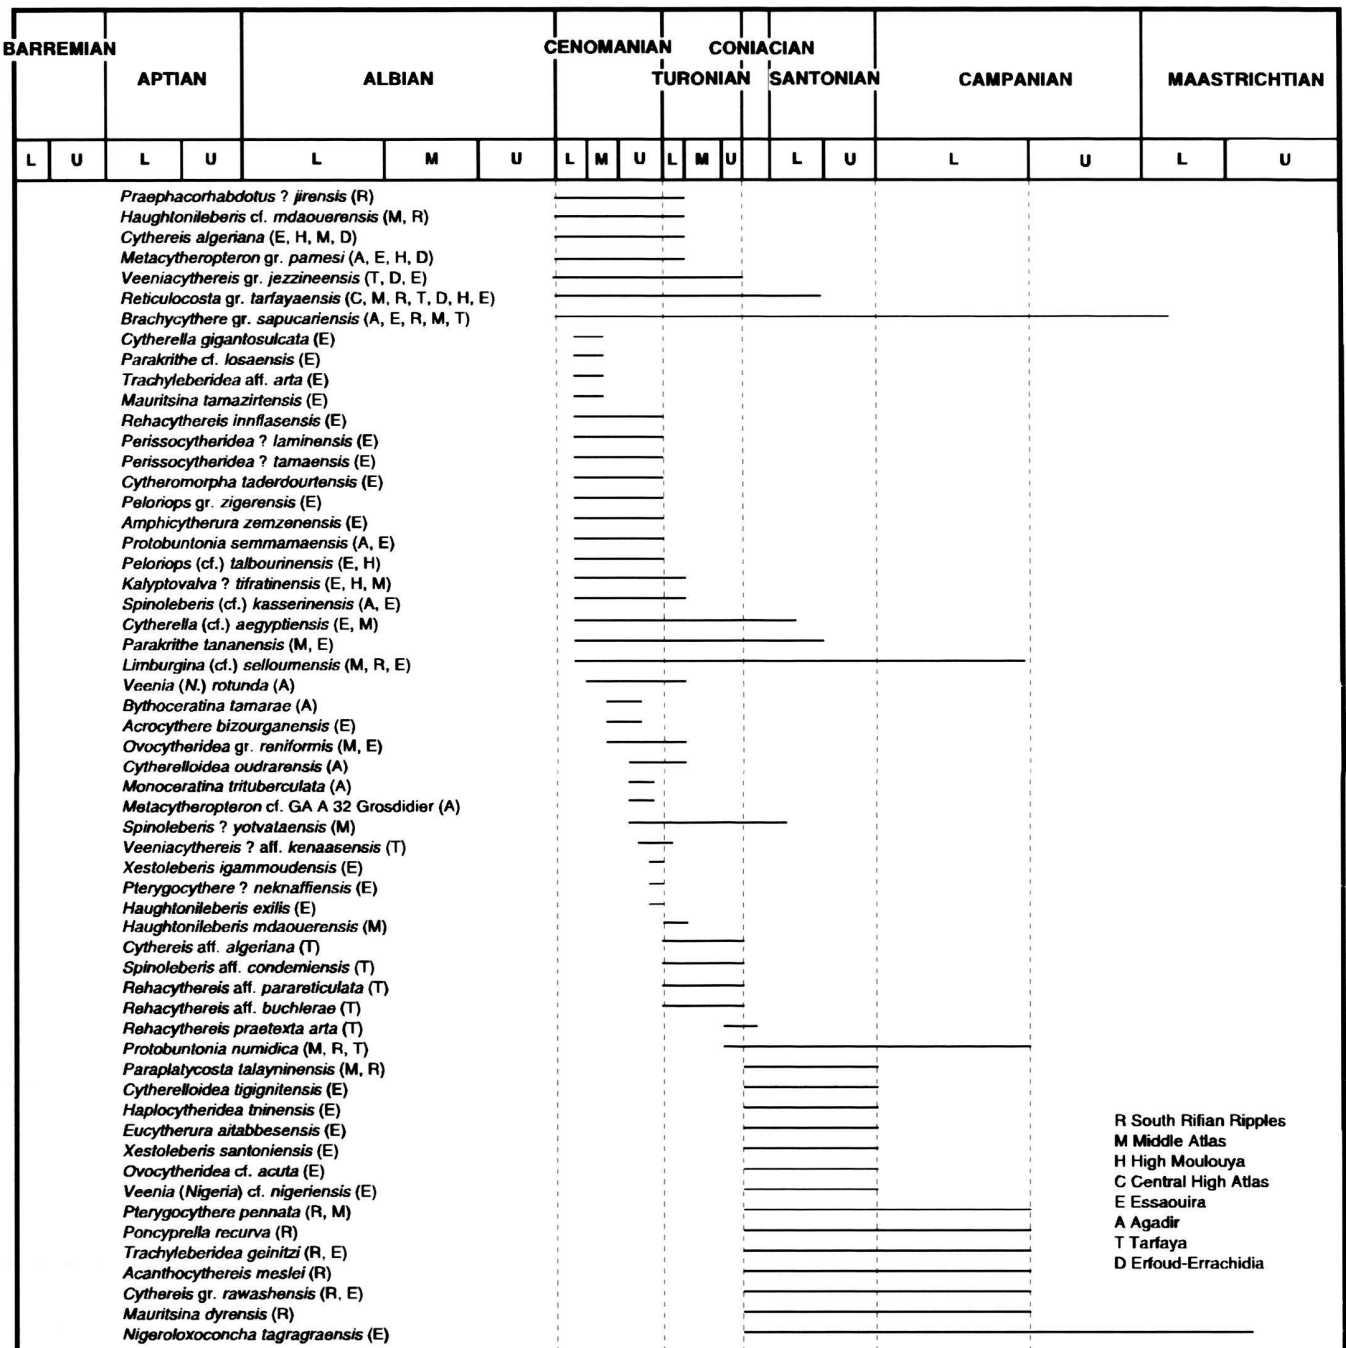 BARREMIAN CENOMANIAN CONIACIAN
APTIAN ALBIAN TURONIAN SANTONIAN CAMPANIAN MAASTRICHTIAN
L U L U L M U L M U L M U L U L U L U
Praephacorhabdotus ? jirensis (R)
Haughtonileberis cf. mdaouerensis (M, R)
Cythereis algeriana (E, H, M, D)
Metacytheropteron gr. parnesi (A, E, H, D)
Veeniacythereis gr. jezzineensis (T, D, E)
Reticulocosta gr. tarfayaensis (C, M, R, T, D, H, E)
Brachycythere gr. sapucariensis (A, E, R, M, T)
Cytherella gigantosulcata (E)
Parakrithe cf. losaensis (E)
Trachyleberidea aff. arta (E)
Mauritsina tamazirtensis (E)
Rehacythereis innflasensis (E)
Perissocytheridea ? laminensis (E)
Perissocytheridea ? tamaensis (E)
Cytheromorpha taderdourtensis (E)
Peloriops gr. zigerensis (E)
Amphicytherura zemzenensis (E)
Protobuntonia semmamaensis (A, E)
Peloriops (cf.) talbourinensis (E, H)
Kalyptovalva ? tifratinensis (E, H, M)
Spinoleberis (cf.) kasserinensis (A, E)
Cytherella (cf.) aegyptiensis (E, M)
Parakrithe tananensis (M, E)
Limburgina (cf.) selloumensis (M, R, E)
Veenia (N.) rotunda (A)
Bythoceratina tamarae (A)
Acrocythere bizourganensis (E)
Ovocytheridea gr. reniformis (M, E)
Cytherelloidea oudrarensis (A)
Monoceratina trituberculata (A)
Metacytheropteron cf. GA A 32 Grosdidier (A)
Spinoleberis ? yotvataensis (M)
Veeniacythereis ? aff. kenaasensis (T)
Xestoleberis igammoudensis (E)
Pterygocythere ? neknaffiensis (E)
Haughtonileberis exilis (E)
Haughtonileberis mdaouerensis (M)
Cythereis aff. algeriana (T)
Spinoleberis aff. condemiensis (T)
Rehacythereis aff. parareticulata (T)
Rehacythereis aff. buchlerae (T)
Rehacythereis praetexta arta (T)
Protobuntonia numidica (M, R, T)
Paraplatycosta talayninensis (M, R)
Cytherelloidea tigignitensis (E)
Haplocytheridea tninensis (E)
Eucytherura aitabbesensis (E)
Xestoleberis santoniensis (E)
Ovocytheridea cf. acuta (E)
Veenia (Nigeria) cf. nigeriensis (E)
Pterygocythere pennata (R, M)
Poncyprella recurva (R)
Trachyleberidea geinitzi (R, E)
Acanthocythereis meslei (R)
Cythereis gr. rawashensis (R, E)
Mauritsina dyrensis (R)
Nigeroloxoconcha tagragraensis (E)
R South Rifian Ripples
M Middle Atlas
H High Moulouya
C Central High Atlas
E Essaouira
A Agadir
T Tarfaya
D Erfoud-Errachidia